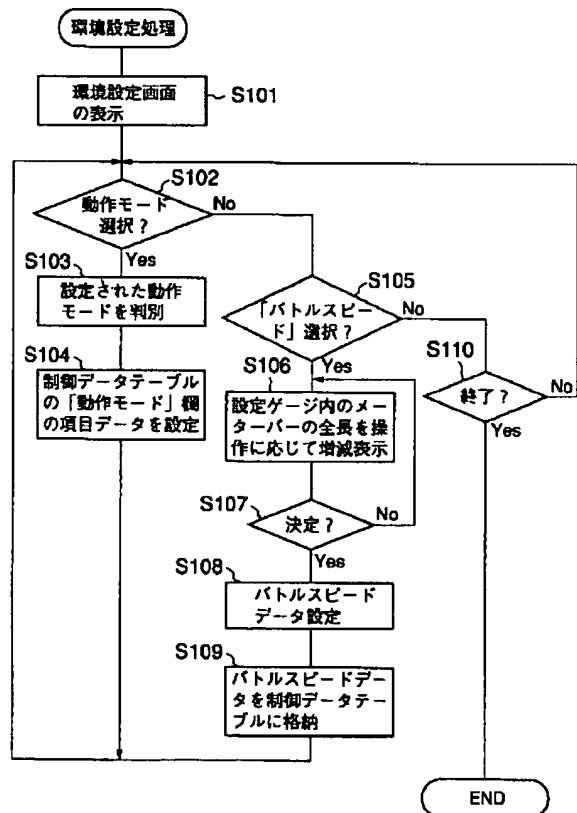 環境設定処理
環境設定画面
の表示
S101
S102
動作モード
選択？
No
Yes
S103
設定された動作
モードを判別
S104
制御データテーブル
の「動作モード」欄
の項目データを設定
S105
「バトルスピー
ド」選択？
No
Yes
S106
設定ゲージ内のメー
ターバーの全長を操
作に応じて増減表示
S107
決定？
No
Yes
S108
バトルスピード
データ設定
S109
バトルスピードデー
タを制御データテー
ブルに格納
S110
終了？
No
Yes
END